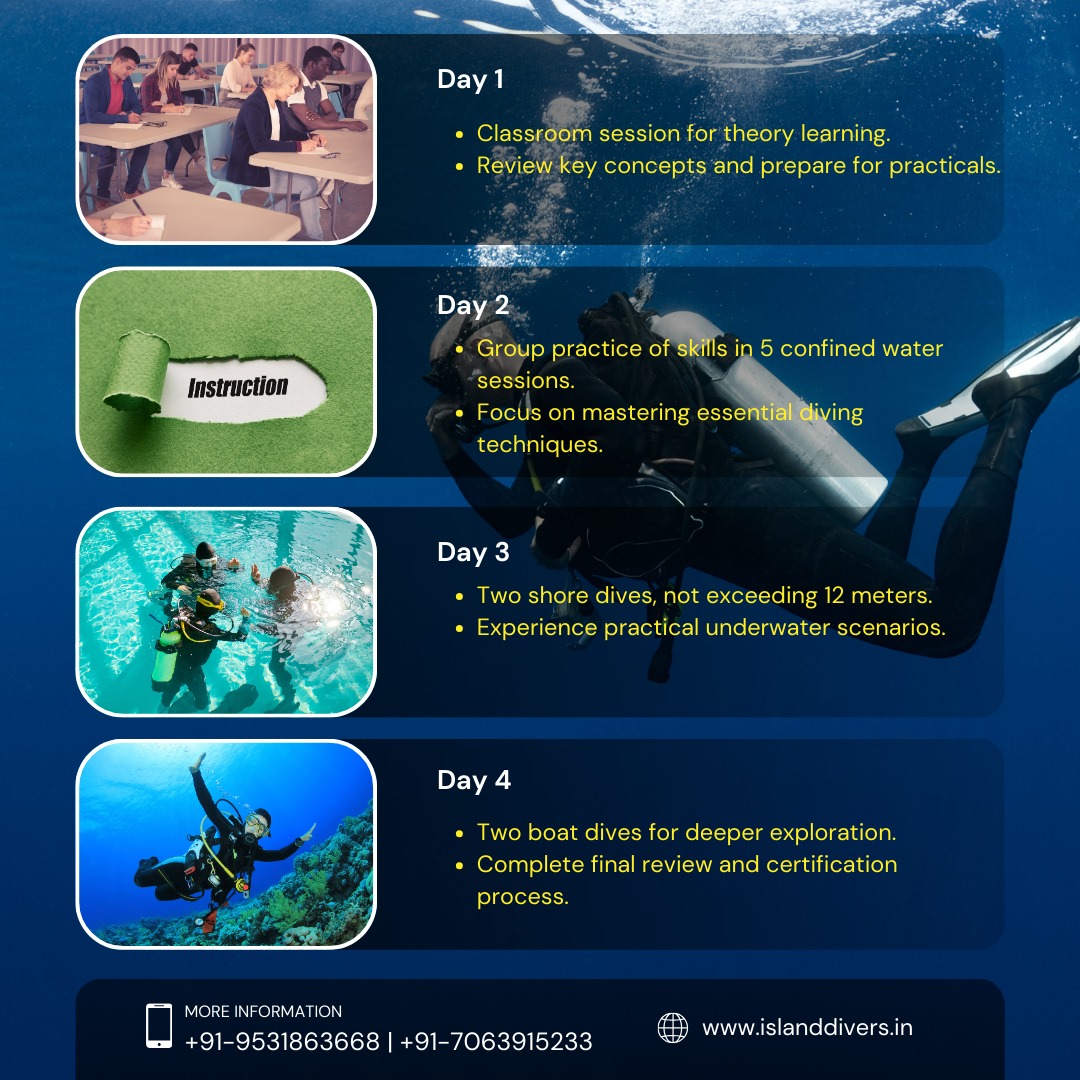 Day 1
• Classroom session for theory learning.
• Review key concepts and prepare for practicals.
Instruction
Day 2
• Group practice of skills in 5 confined water
sessions.
• Focus on mastering essential diving
techniques.
Day 3
• Two shore dives, not exceeding 12 meters.
• Experience practical underwater scenarios.
Day 4
• Two boat dives for deeper exploration.
• Complete final review and certification
process.
MORE INFORMATION
+91-9531863668 | +91-7063915233
www.islanddivers.in